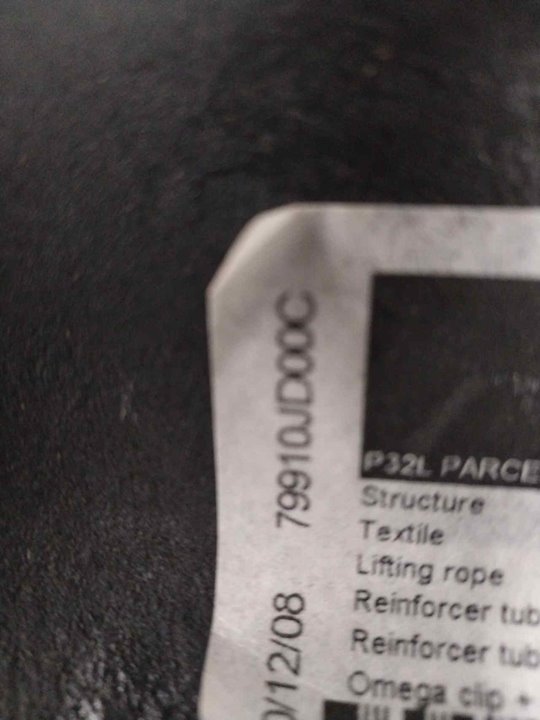 79910JD00C
0/12/08
P32L PARCE
Structure
Textile
Lifting rope
Reinforcer tub
Reinforcer tub
Omega clip +